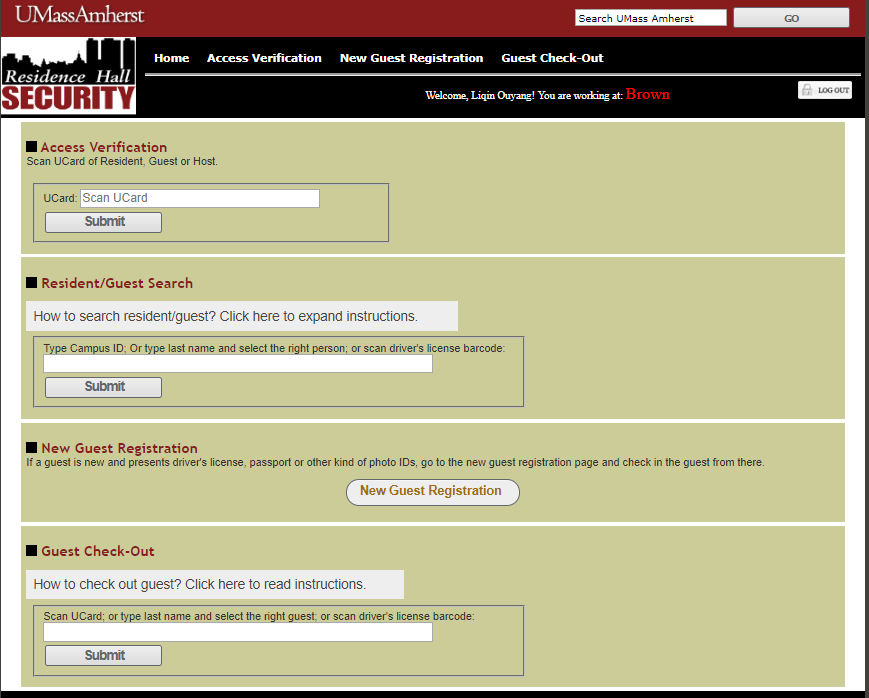 UMassAmherst
Search UMass Amherst
GO
Residence Hall
SECURITY
Home
Access Verification
New Guest Registration
Guest Check-Out
Welcome, Liqin Ouyang! You are working at: Brown
LOG OUT
Access Verification
Scan UCard of Resident, Guest or Host.
UCard: Scan UCard
Submit
Resident/Guest Search
How to search resident/guest? Click here to expand instructions.
Type Campus ID; Or type last name and select the right person; or scan driver's license barcode:
Submit
New Guest Registration
If a guest is new and presents driver's license, passport or other kind of photo IDs, go to the new guest registration page and check in the guest from there.
New Guest Registration
Guest Check-Out
How to check out guest? Click here to read instructions.
Scan UCard; or type last name and select the right guest; or scan driver's license barcode:
Submit